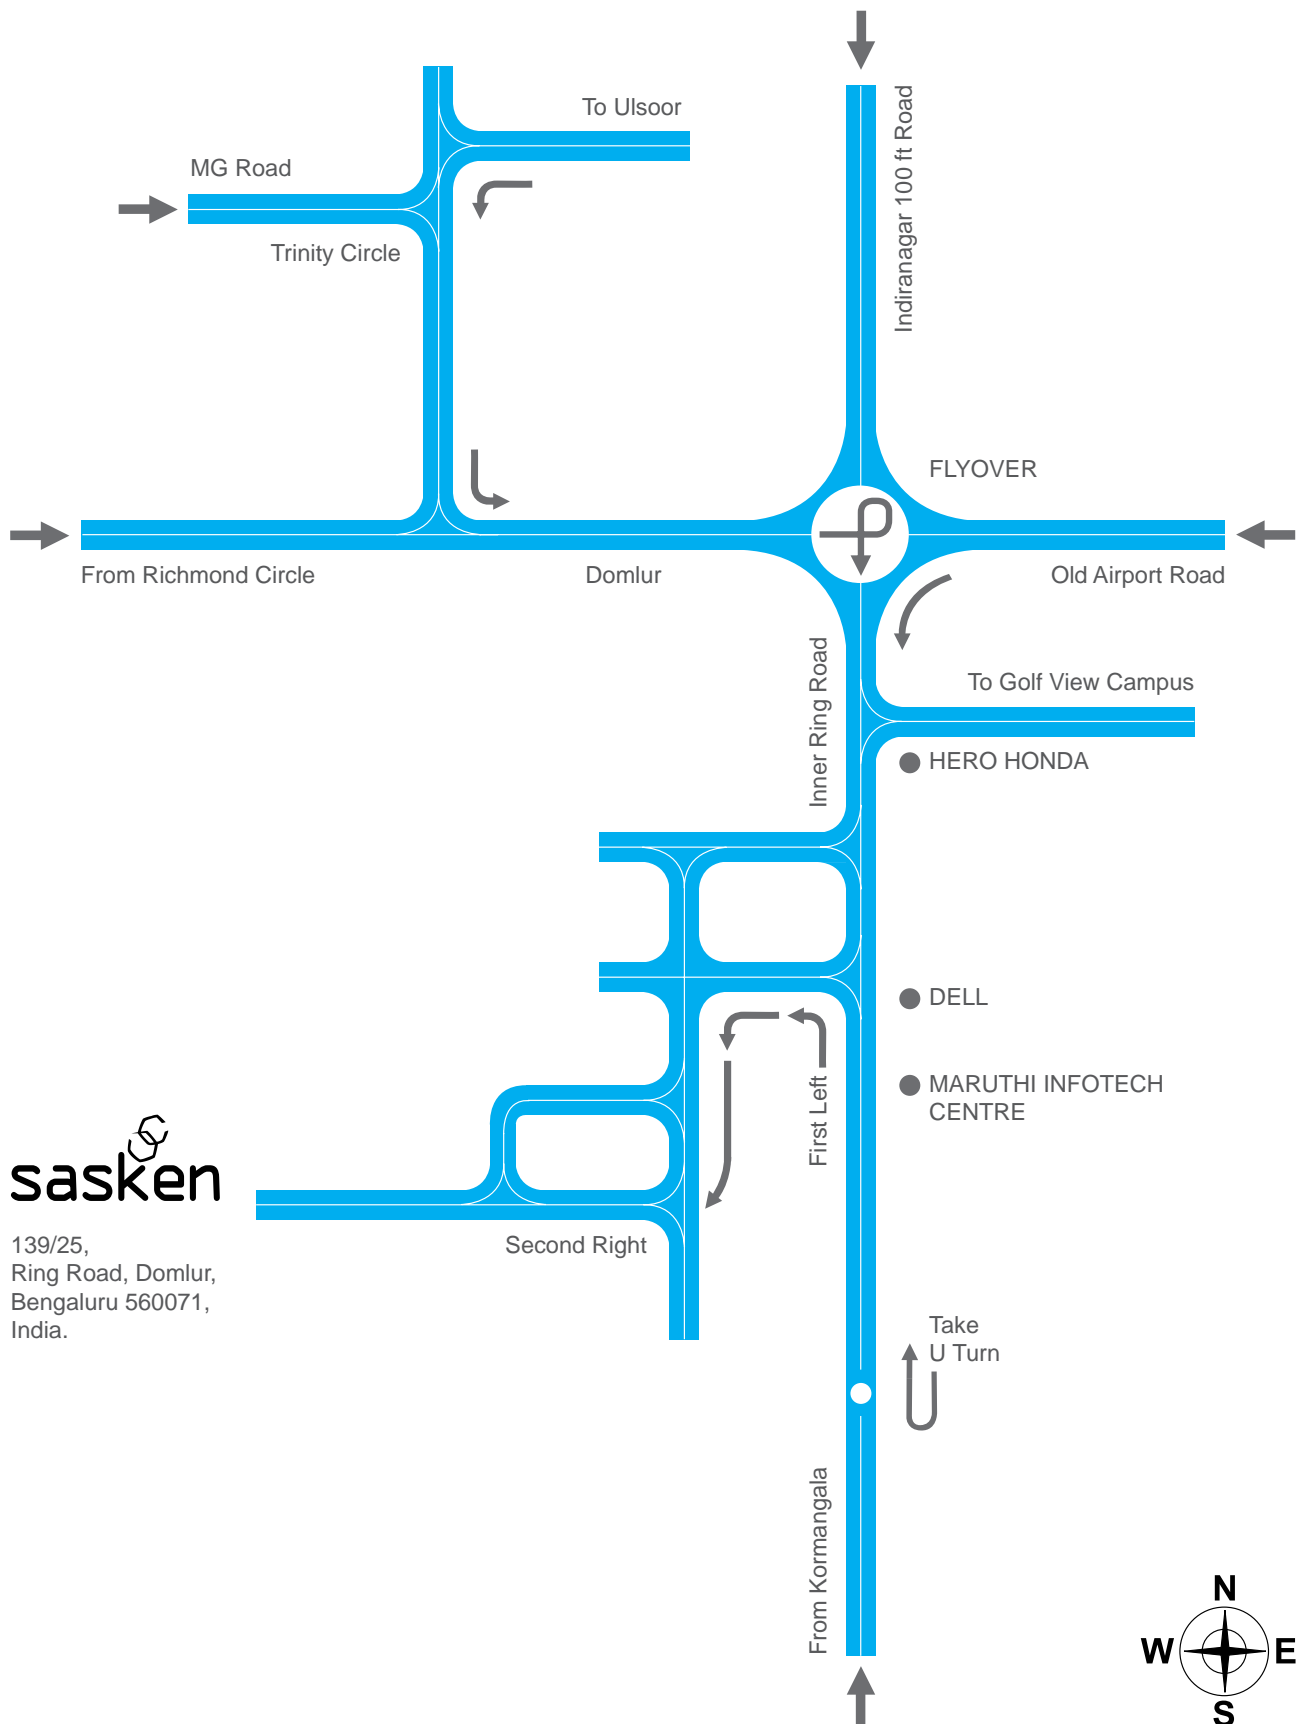 To Ulsoor
MG Road
Trinity Circle
Indiranagar 100 ft Road
FLYOVER
From Richmond Circle
Domlur
Old Airport Road
Inner Ring Road
To Golf View Campus
HERO HONDA
DELL
MARUTHI INFOTECH
CENTRE
First Left
sasken
139/25,
Ring Road, Domlur,
Bengaluru 560071,
India.
Second Right
Take
U Turn
From Kormangala
N
W
E
S